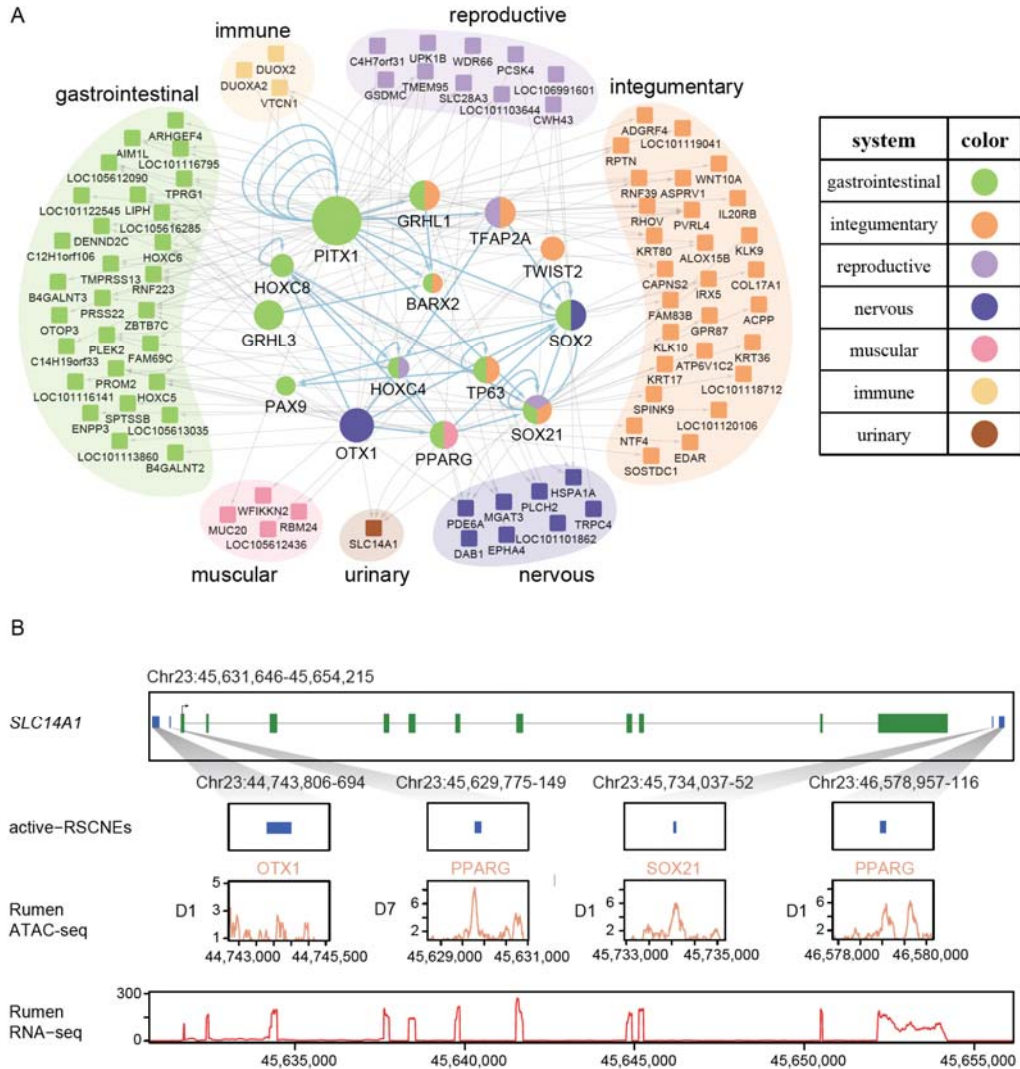 A
immune
DUOX2
DUOXA2
VTCN1
reproductive
C4H7orf31
UPK1B
WDR66
PCSK4
GSDMC
TMEM95
SLC28A3
LOC106991601
LOC101103644
CWH43
gastrointestinal
ARHGEF4
AIM1L
LOC101116795
LOC105612090
TPRG1
LOC101122545
LIPH
LOC105616285
DENND2C
HOXC6
C12H1orf106
TMPRSS13
RNF223
B4GALNT3
PRSS22
ZBTB7C
OTOP3
PLEK2
FAM69C
C14H19orf33
PROM2
LOC101116141
HOXC5
SPTSSB
ENPP3
LOC105613035
LOC101113860
B4GALNT2
PITX1
GRHL1
TFAP2A
TWIST2
HOXC8
BARX2
GRHL3
SOX2
HOXC4
TP63
PAX9
SOX21
OTX1
PPARG
integumentary
ADGRF4
LOC101119041
RPTN
WNT10A
RNF39
ASPRV1
IL20RB
RHOV
PVRL4
KRT80
ALOX15B
KLK9
CAPNS2
IRX5
COL17A1
FAM83B
GPR87
ACPP
KLK10
ATP6V1C2
KRT36
KRT17
LOC101118712
SPINK9
LOC101120106
NTF4
EDAR
SOSTDC1
WFIKKN2
MUC20
RBM24
LOC105612436
muscular
SLC14A1
urinary
HSPA1A
PLCH2
MGAT3
PDE6A
TRPC4
LOC101101862
EPHA4
DAB1
nervous
system color
gastrointestinal
integumentary
reproductive
nervous
muscular
immune
urinary
B
Chr23:45,631,646-45,654,215
SLC14A1
Chr23:44,743,806-694 Chr23:45,629,775-149 Chr23:45,734,037-52 Chr23:46,578,957-116
active-RSCNEs
OTX1 PPARG SOX21 PPARG
Rumen
ATAC-seq
D1
5
3
1
44,743,000 44,745,500
D7
8
6
4
2
45,629,000 45,631,000
D1
6
4
2
45,733,000 45,735,000
D1
6
4
2
46,578,000 46,580,000
Rumen
RNA-seq
300
0
45,635,000 45,640,000 45,645,000 45,650,000 45,655,000